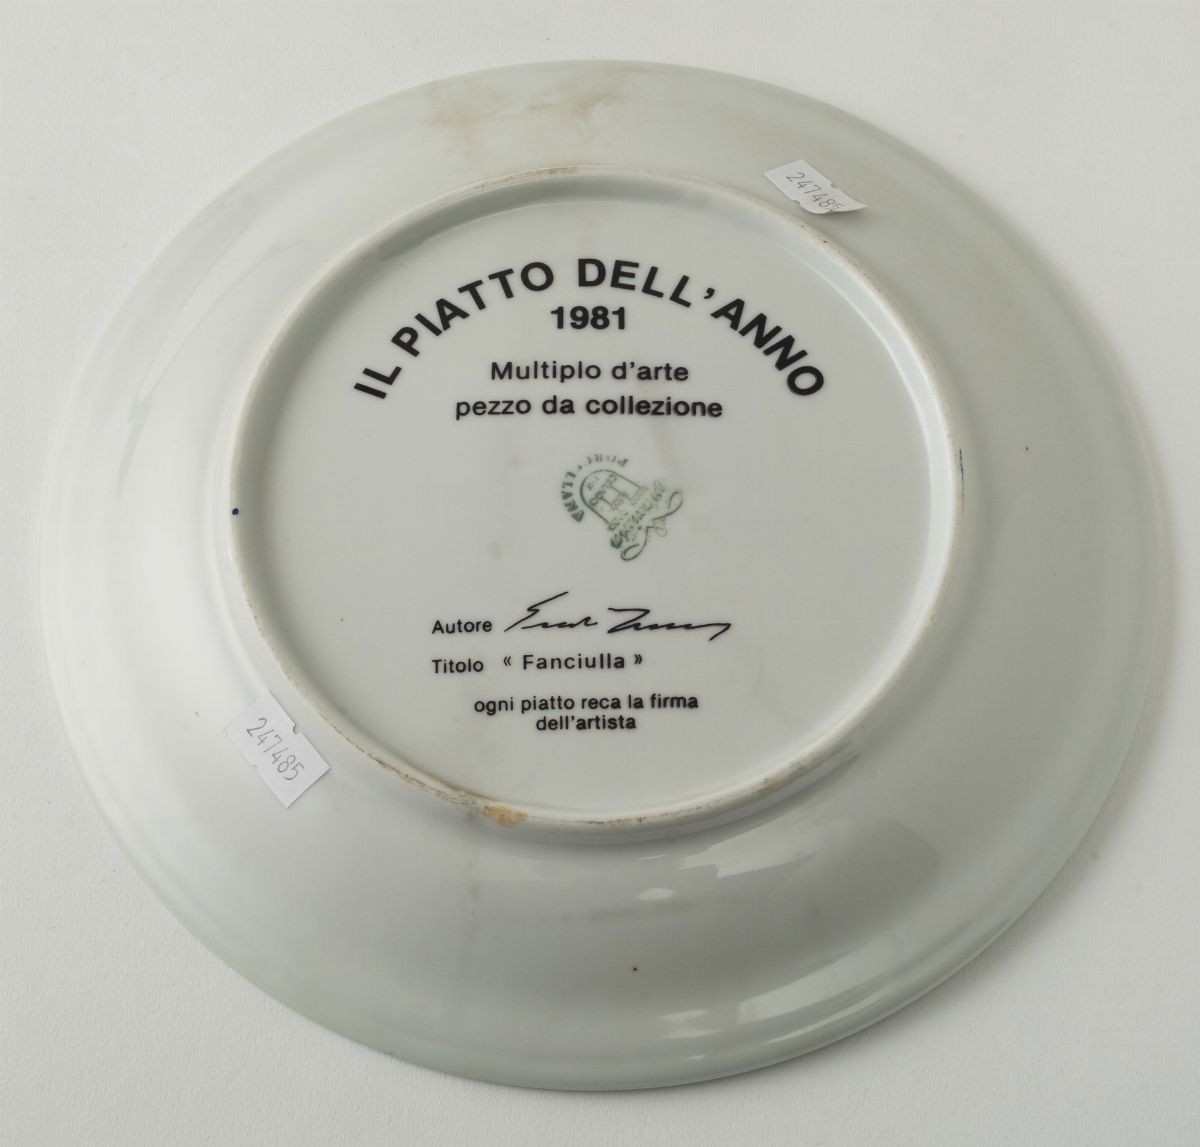 IL PIATTO DELL'ANNO
1981
Multiplo d'arte
pezzo da collezione
PORCELLANA
Autore
Titolo « Fanciulla »
ogni piatto reca la firma
dell'artista
247485
247485